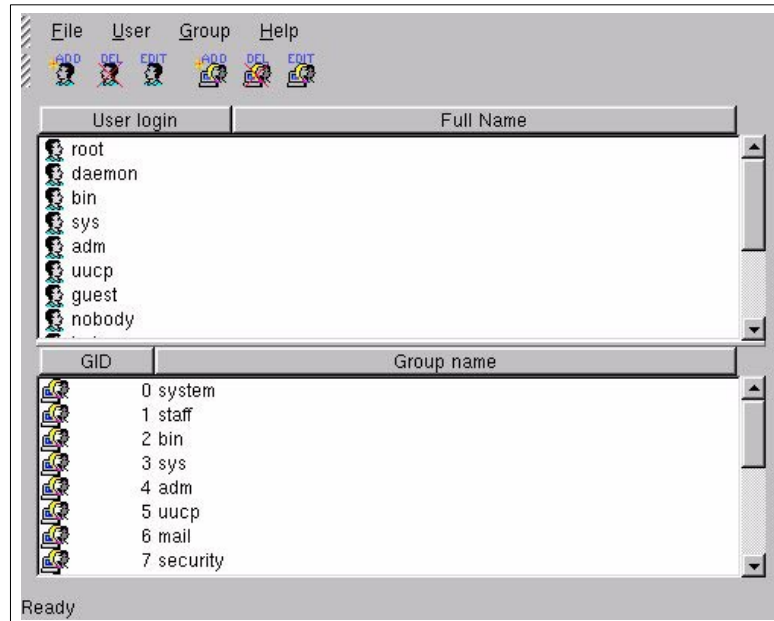 File User Group Help
ADD DEL EDIT ADD DEL EDIT
User login Full Name
root
daemon
bin
sys
adm
uucp
guest
nobody
GID Group name
0 system
1 staff
2 bin
3 sys
4 adm
5 uucp
6 mail
7 security
Ready